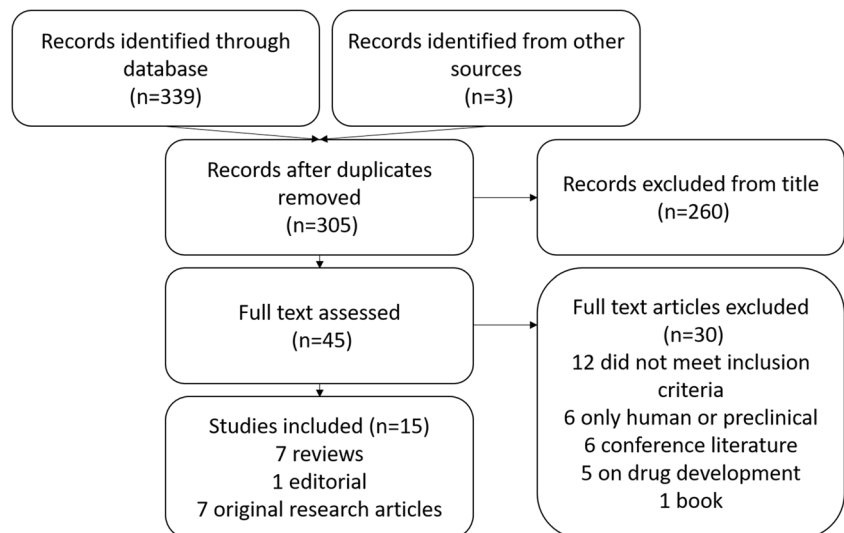 Records identified through
database
(n=339)
Records identified from other
sources
(n=3)
Records after duplicates
removed
(n=305)
Records excluded from title
(n=260)
Full text assessed
(n=45)
Full text articles excluded
(n=30)
12 did not meet inclusion
criteria
6 only human or preclinical
6 conference literature
5 on drug development
1 book
Studies included (n=15)
7 reviews
1 editorial
7 original research articles